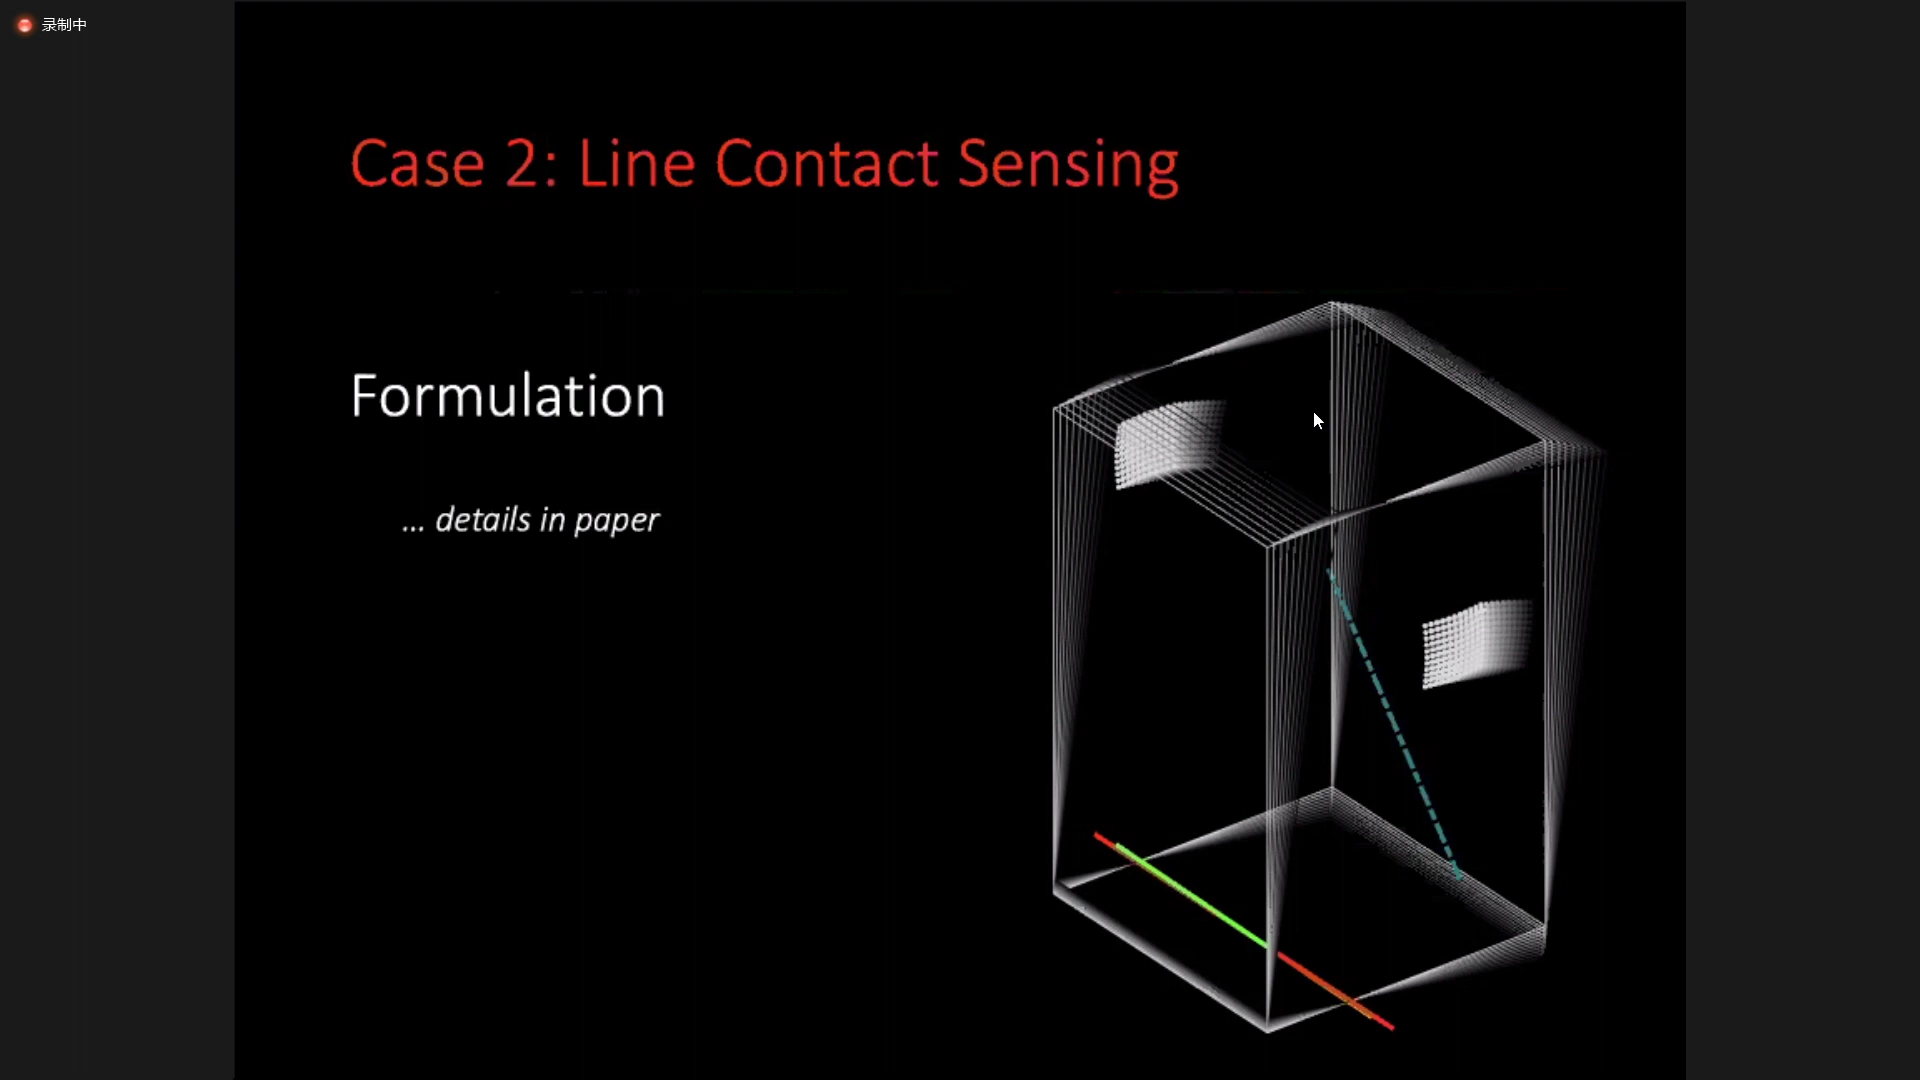 录制中
Case 2: Line Contact Sensing
Formulation
... details in paper